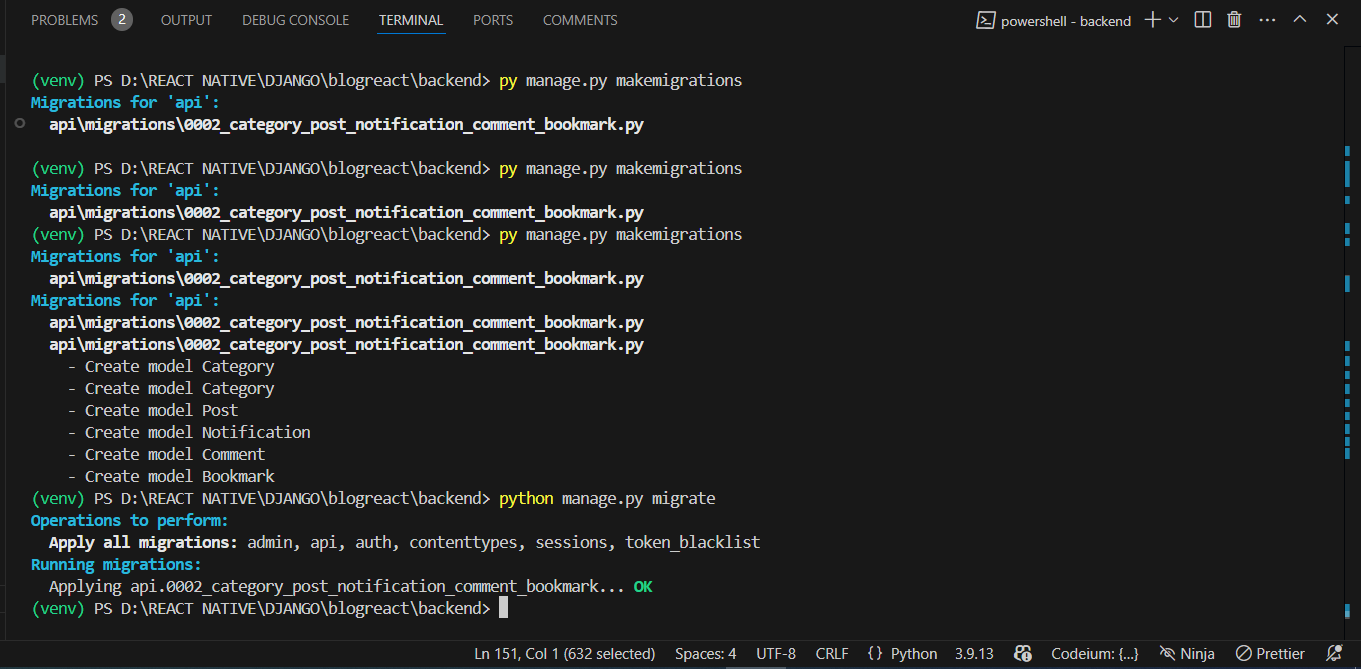 PROBLEMS 2 OUTPUT DEBUG CONSOLE TERMINAL PORTS COMMENTS powershell - backend
(venv) PS D:\REACT NATIVE\DJANGO\blogreact\backend> py manage.py makemigrations
Migrations for 'api':
api\migrations\0002_category_post_notification_comment_bookmark.py
(venv) PS D:\REACT NATIVE\DJANGO\blogreact\backend> py manage.py makemigrations
Migrations for 'api':
api\migrations\0002_category_post_notification_comment_bookmark.py
(venv) PS D:\REACT NATIVE\DJANGO\blogreact\backend> py manage.py makemigrations
Migrations for 'api':
api\migrations\0002_category_post_notification_comment_bookmark.py
Migrations for 'api':
api\migrations\0002_category_post_notification_comment_bookmark.py
api\migrations\0002_category_post_notification_comment_bookmark.py
- Create model Category
- Create model Category
- Create model Post
- Create model Notification
- Create model Comment
- Create model Bookmark
(venv) PS D:\REACT NATIVE\DJANGO\blogreact\backend> python manage.py migrate
Operations to perform:
Apply all migrations: admin, api, auth, contenttypes, sessions, token_blacklist
Running migrations:
Applying api.0002_category_post_notification_comment_bookmark... OK
(venv) PS D:\REACT NATIVE\DJANGO\blogreact\backend>
Ln 151, Col 1 (632 selected) Spaces: 4 UTF-8 CRLF {} Python 3.9.13 Codeium: {...} Ninja Prettier